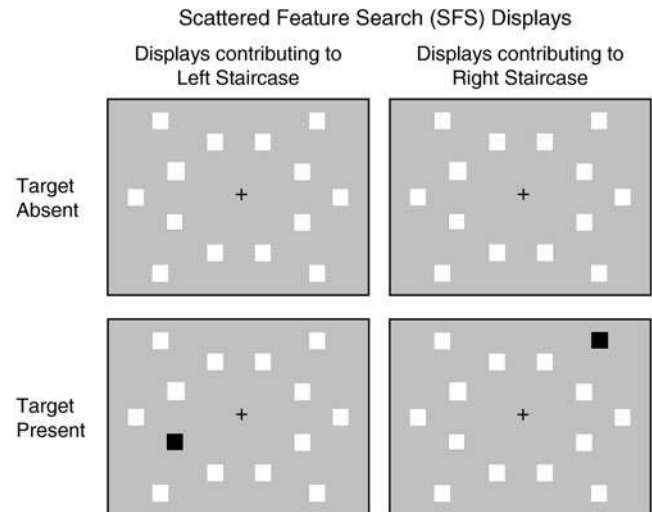 Scattered Feature Search (SFS) Displays
Displays contributing to
Left Staircase
Displays contributing to
Right Staircase
Target
Absent
Target
Present